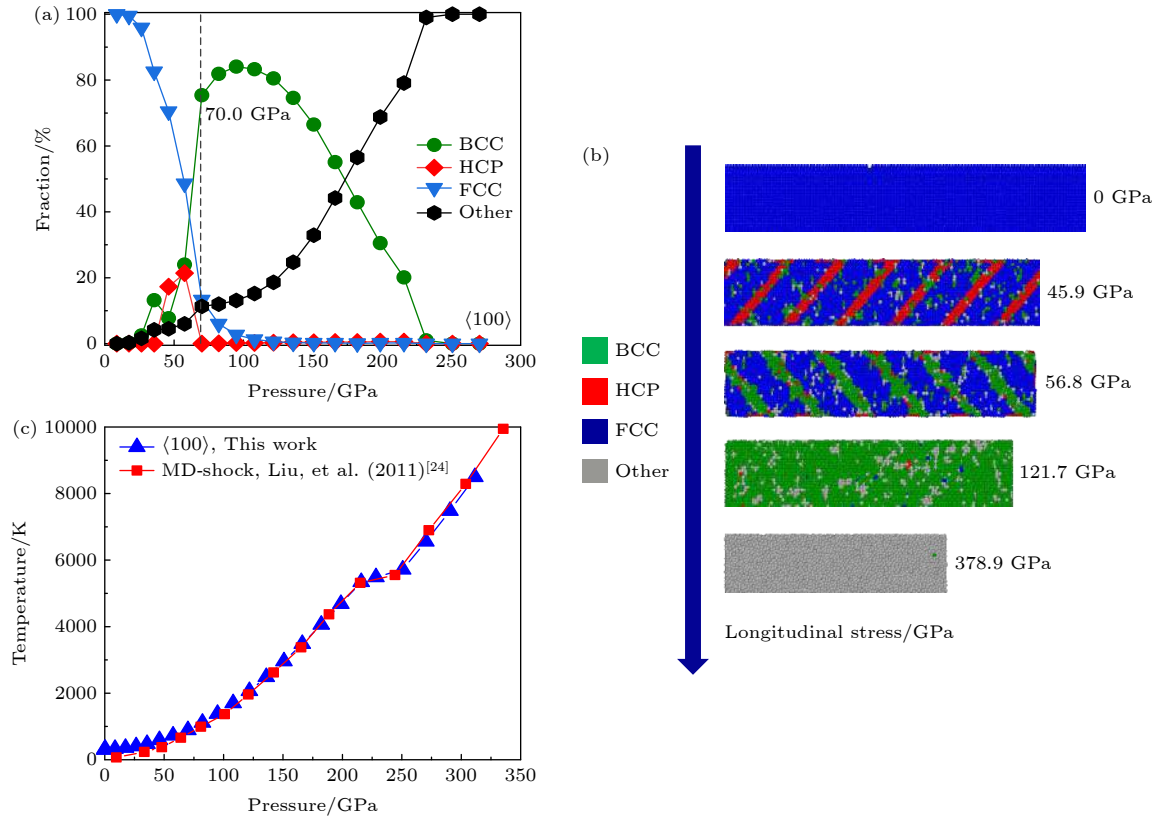 (a)
100
80
60
40
20
0
Fraction/%
70.0 GPa
BCC
HCP
FCC
Other
⟨100⟩
0
50
100
150
200
250
300
Pressure/GPa
(b)
BCC
HCP
FCC
Other
0 GPa
45.9 GPa
56.8 GPa
121.7 GPa
378.9 GPa
Longitudinal stress/GPa
(c)
10000
8000
6000
4000
2000
0
Temperature/K
⟨100⟩, This work
MD-shock, Liu, et al. (2011)[24]
0
50
100
150
200
250
300
350
Pressure/GPa